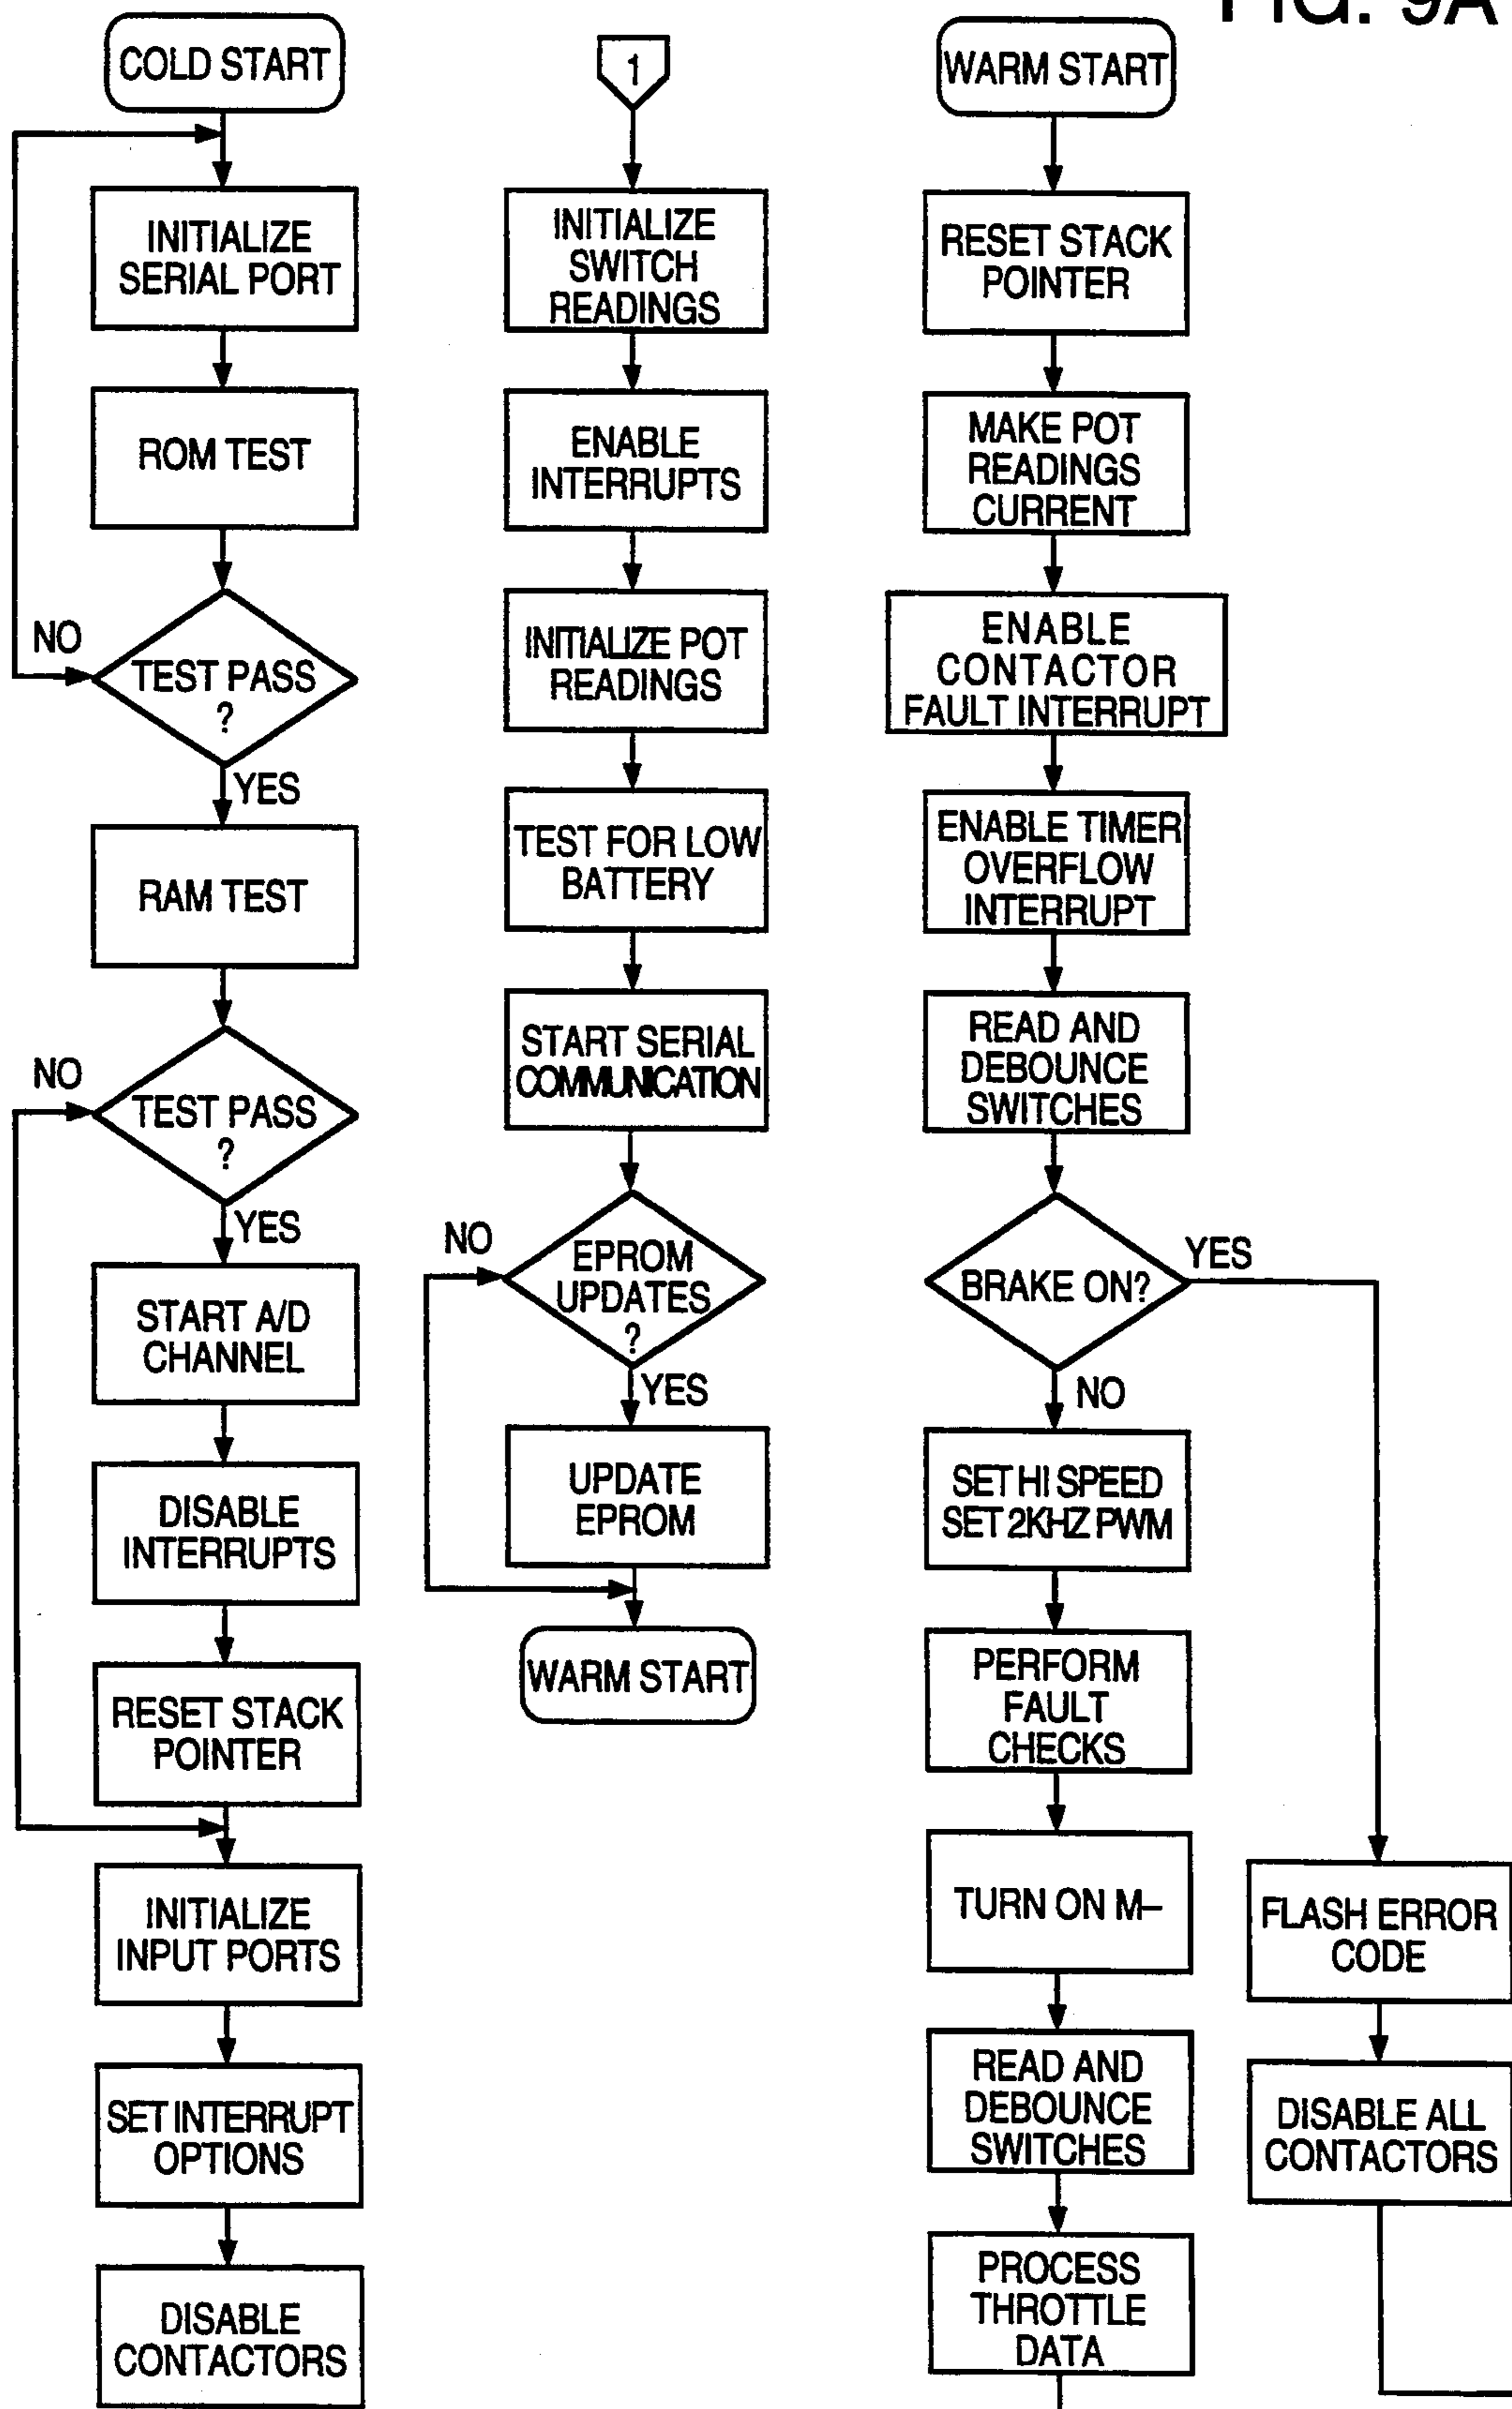 FIG. 9A
COLD START
INITIALIZE
SERIAL PORT
ROM TEST
NO
TEST PASS
?
YES
RAM TEST
NO
TEST PASS
?
YES
START A/D
CHANNEL
DISABLE
INTERRUPTS
RESET STACK
POINTER
INITIALIZE
INPUT PORTS
SET INTERRUPT
OPTIONS
DISABLE
CONTACTORS
1
INITIALIZE
SWITCH
READINGS
ENABLE
INTERRUPTS
INITIALIZE POT
READINGS
TEST FOR LOW
BATTERY
START SERIAL
COMMUNICATION
NO
EPROM
UPDATES
?
YES
UPDATE
EPROM
WARM START
WARM START
RESET STACK
POINTER
MAKE POT
READINGS
CURRENT
ENABLE
CONTACTOR
FAULT INTERRUPT
ENABLE TIMER
OVERFLOW
INTERRUPT
READ AND
DEBOUNCE
SWITCHES
BRAKE ON?
YES
NO
SET HI SPEED
SET 2KHZ PWM
PERFORM
FAULT
CHECKS
TURN ON M–
READ AND
DEBOUNCE
SWITCHES
PROCESS
THROTTLE
DATA
FLASH ERROR
CODE
DISABLE ALL
CONTACTORS